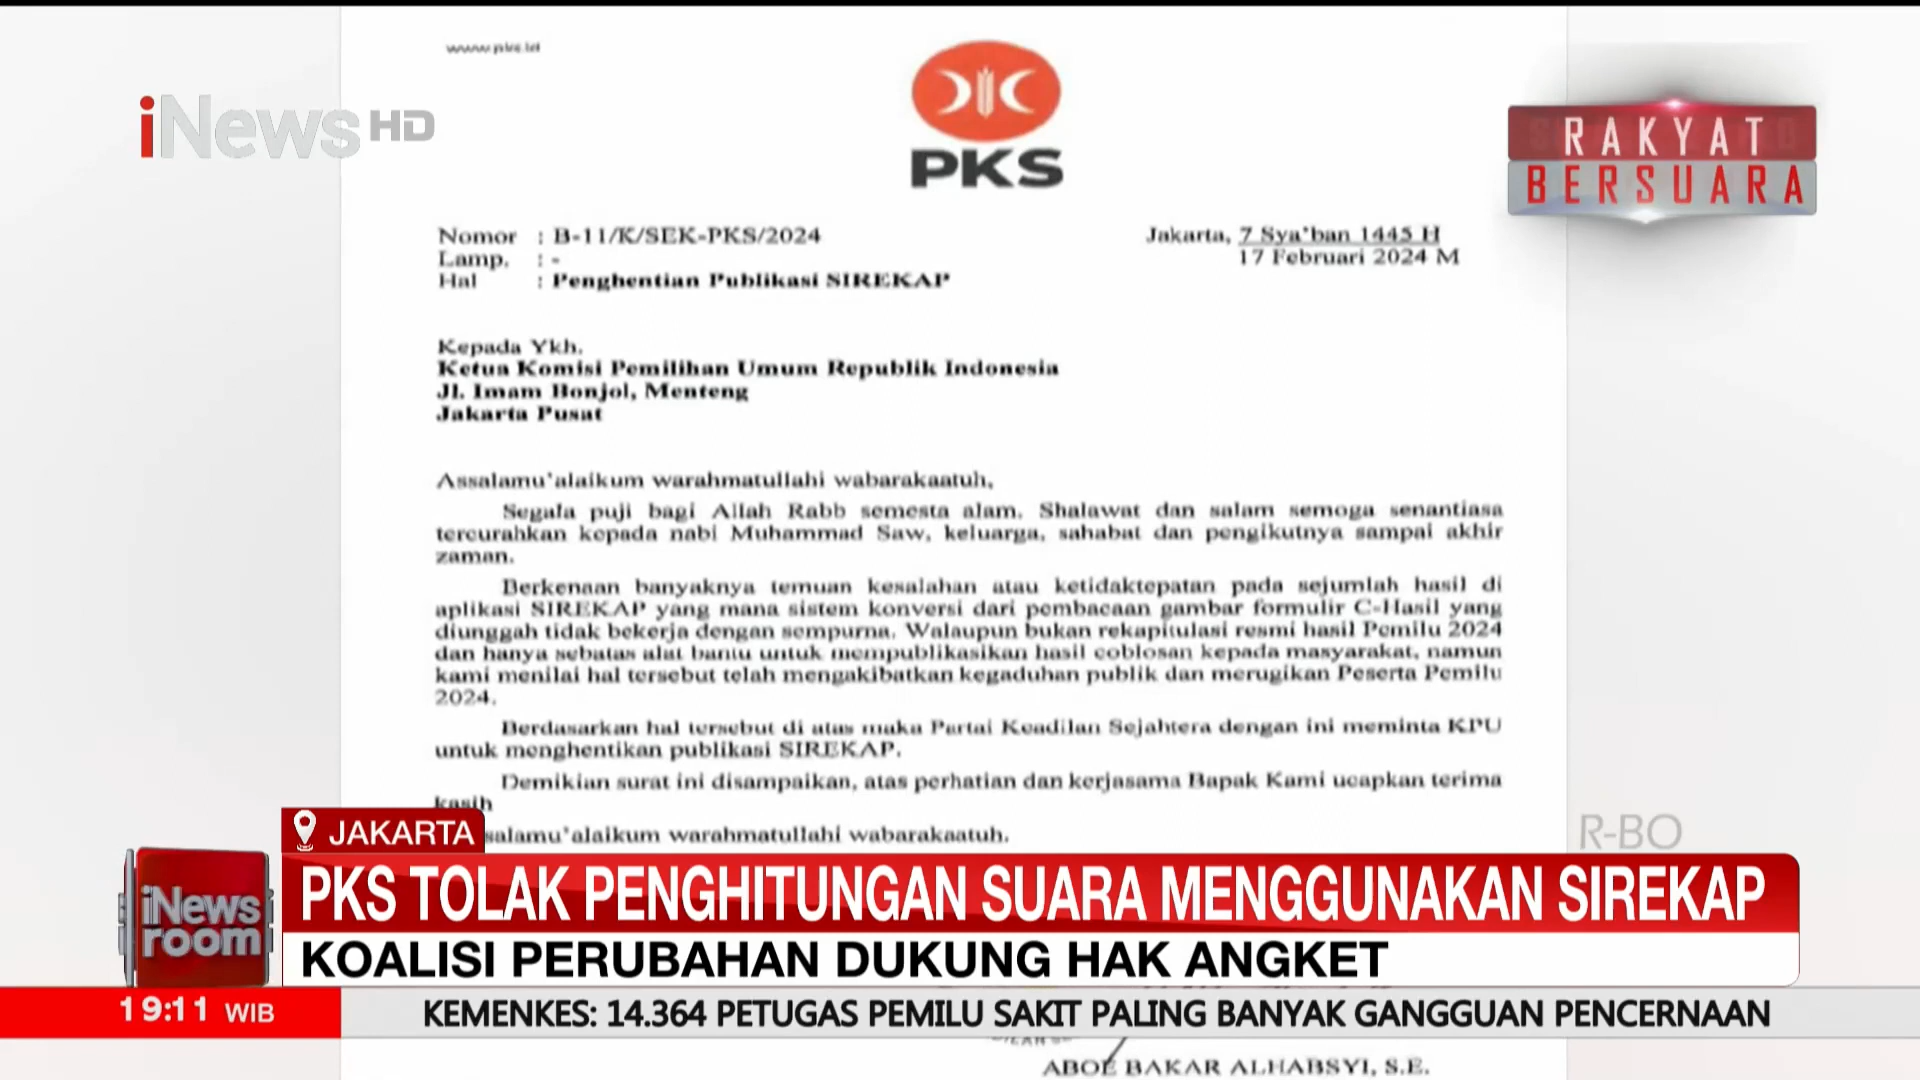 www.pks.id
iNews HD
PKS
RAKYAT
BERSUARA
Nomor : B-11/K/SEK-PKS/2024
Jakarta, 7 Sya'ban 1445 H
Lamp. : -
17 Februari 2024 M
Hal : Penghentian Publikasi SIREKAP
Kepada Ykh.
Ketua Komisi Pemilihan Umum Republik Indonesia
Jl. Imam Bonjol, Menteng
Jakarta Pusat
Assalamu'alaikum warahmatullahi wabarakaatuh,
Segala puji bagi Allah Rabb semesta alam. Shalawat dan salam semoga senantiasa
tercurahkan kepada nabi Muhammad Saw, keluarga, sahabat dan pengikutnya sampai akhir
zaman.
Berkenaan banyaknya temuan kesalahan atau ketidaktepatan pada sejumlah hasil di
aplikasi SIREKAP yang mana sistem konversi dari pembacaan gambar formulir C-Hasil yang
diunggah tidak bekerja dengan sempurna. Walaupun bukan rekapitulasi resmi hasil Pemilu 2024
dan hanya sebatas alat bantu untuk mempublikasikan hasil coblosan kepada masyarakat, namun
kami menilai hal tersebut telah mengakibatkan kegaduhan publik dan merugikan Peserta Pemilu
2024.
Berdasarkan hal tersebut di atas maka Partai Keadilan Sejahtera dengan ini meminta KPU
untuk menghentikan publikasi SIREKAP.
Demikian surat ini disampaikan, atas perhatian dan kerjasama Bapak Kami ucapkan terima
kasih
salamu'alaikum warahmatullahi wabarakaatuh.
R-BO
JAKARTA
iNews room
PKS TOLAK PENGHITUNGAN SUARA MENGGUNAKAN SIREKAP
KOALISI PERUBAHAN DUKUNG HAK ANGKET
19:11 WIB
KEMENKES: 14.364 PETUGAS PEMILU SAKIT PALING BANYAK GANGGUAN PENCERNAAN
ABOE BAKAR ALHABSYI, S.E.